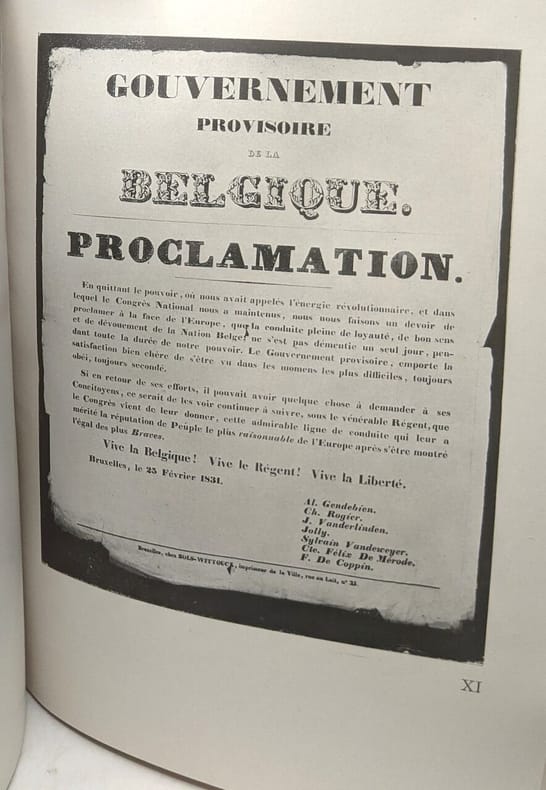 GOUVERNEMENT
PROVISOIRE
DE LA
BELGIQUE.
PROCLAMATION.
En quittant le pouvoir, où nous avait appelés l'énergie révolutionnaire, et dans
lequel le Congrès National nous a maintenus, nous nous faisons un devoir de
proclamer à la face de l'Europe, que la conduite pleine de loyauté, de bon sens
et de dévouement de la Nation Belge, ne s'est pas démentie un seul jour, pen-
dant toute la durée de notre pouvoir. Le Gouvernement provisoire, emporte la
satisfaction bien chère de s'être vu dans les momens les plus difficiles, toujours
obéi, toujours secondé.
Si en retour de ses efforts, il pouvait avoir quelque chose à demander à ses
Concitoyens, ce serait de les voir continuer à suivre, sous le vénérable Régent, que
le Congrès vient de leur donner, cette admirable ligne de conduite qui leur a
mérité la réputation de Peuple le plus raisonnable de l'Europe après s'être montré
l'égal des plus Braves.
Vive la Belgique! Vive le Régent! Vive la Liberté.
Bruxelles, le 25 Février 1831.
Al. Gendebien.
Ch. Rogier.
J. Vanderlinden.
Jolly.
Sylvain Vandeweyer.
Cte. Félix De Mérode.
F. De Coppin.
Bruxelles, chez BOLS-WITTOUCK, imprimeur de la Ville, rue au Lait, n° 23.
XI